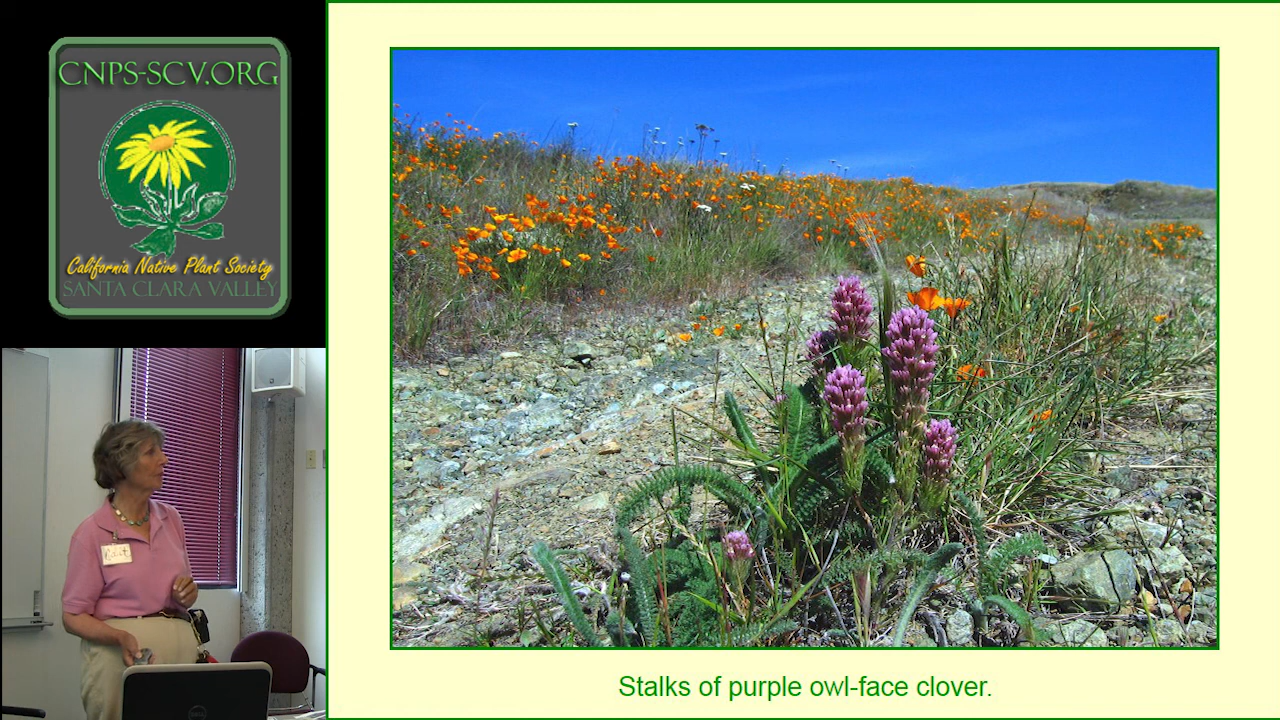 CNPS-SCV.ORG
California Native Plant Society
SANTA CLARA VALLEY
Stalks of purple owl-face clover.